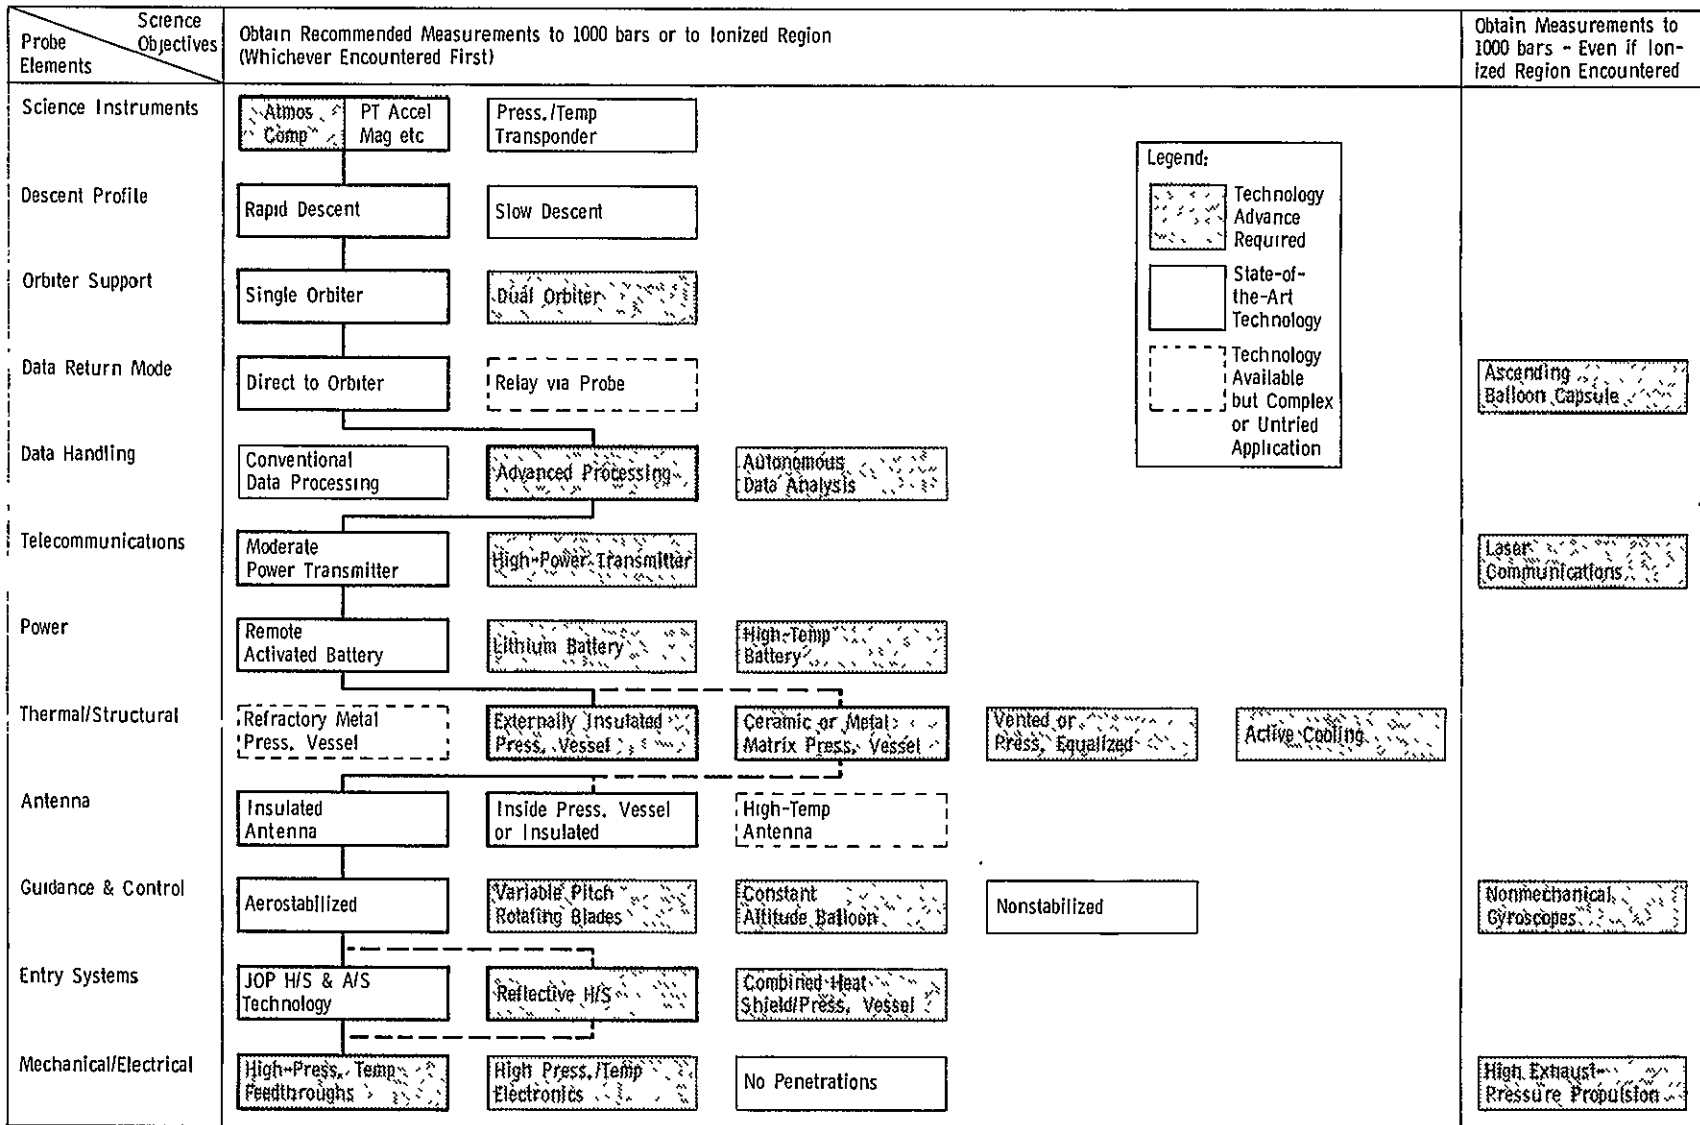 Science
Objectives
Probe
Elements
Obtain Recommended Measurements to 1000 bars or to Ionized Region
(Whichever Encountered First)
Obtain Measurements to
1000 bars - Even if Ion-
ized Region Encountered
Science Instruments
Atmos
Comp
PT Accel
Mag etc
Press./Temp
Transponder
Legend:
Technology
Advance
Required
State-of-
the-Art
Technology
Technology
Available
but Complex
or Untried
Application
Descent Profile
Rapid Descent
Slow Descent
Orbiter Support
Single Orbiter
Dual Orbiter
Data Return Mode
Direct to Orbiter
Relay via Probe
Ascending
Balloon Capsule
Data Handling
Conventional
Data Processing
Advanced Processing
Autonomous
Data Analysis
Telecommunications
Moderate
Power Transmitter
High-Power Transmitter
Laser
Communications
Power
Remote
Activated Battery
Lithium Battery
High-Temp
Battery
Thermal/Structural
Refractory Metal
Press. Vessel
Externally Insulated
Press. Vessel
Ceramic or Metal
Matrix Press. Vessel
Vented or
Press. Equalized
Active Cooling
Antenna
Insulated
Antenna
Inside Press. Vessel
or Insulated
High-Temp
Antenna
Guidance & Control
Aerostabilized
Variable Pitch
Rotating Blades
Constant
Altitude Balloon
Nonstabilized
Nonmechanical
Gyroscopes
Entry Systems
JOP H/S & A/S
Technology
Reflective H/S
Combined Heat
Shield/Press. Vessel
Mechanical/Electrical
High-Press. Temp
Feedthroughs
High Press./Temp
Electronics
No Penetrations
High Exhaust-
Pressure Propulsion